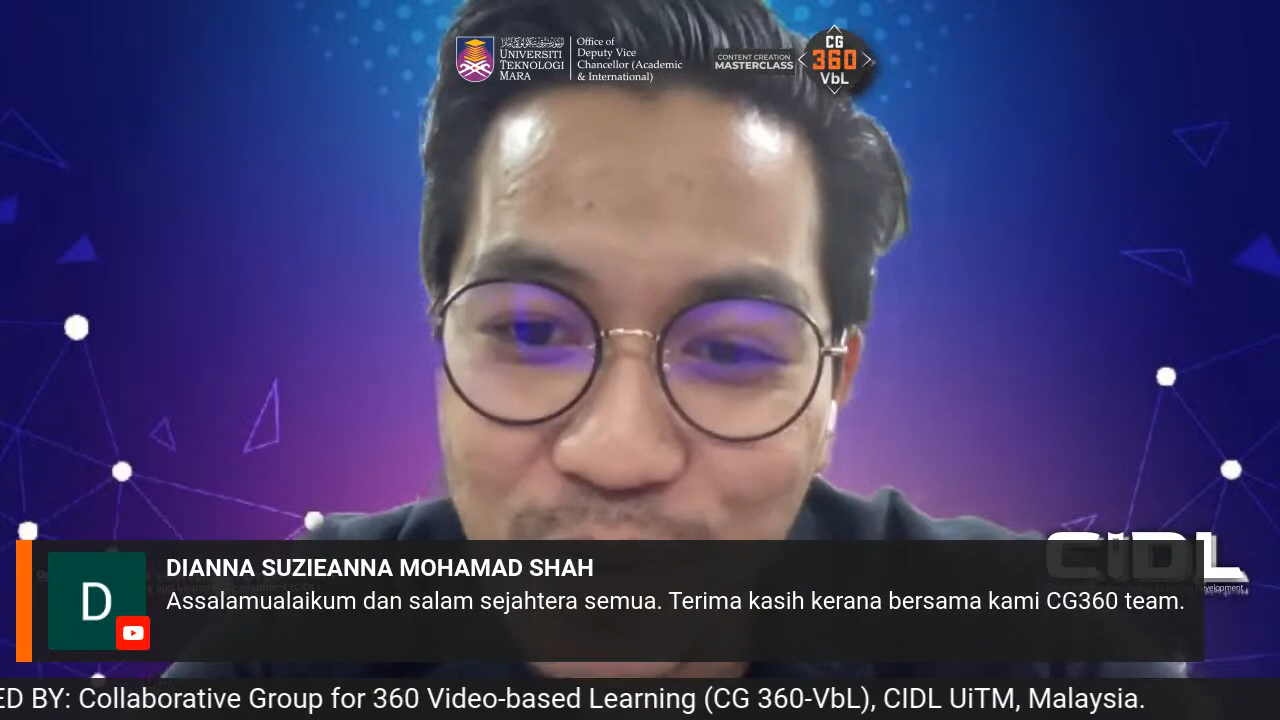 UNIVERSITI
TEKNOLOGI
MARA
Office of
Deputy Vice
Chancellor (Academic
& International)
CONTENT CREATION
MASTERCLASS
CG
360
VbL
CIDL
D
DIANNA SUZIEANNA MOHAMAD SHAH
Assalamualaikum dan salam sejahtera semua. Terima kasih kerana bersama kami CG360 team.
ED BY: Collaborative Group for 360 Video-based Learning (CG 360-VbL), CIDL UiTM, Malaysia.